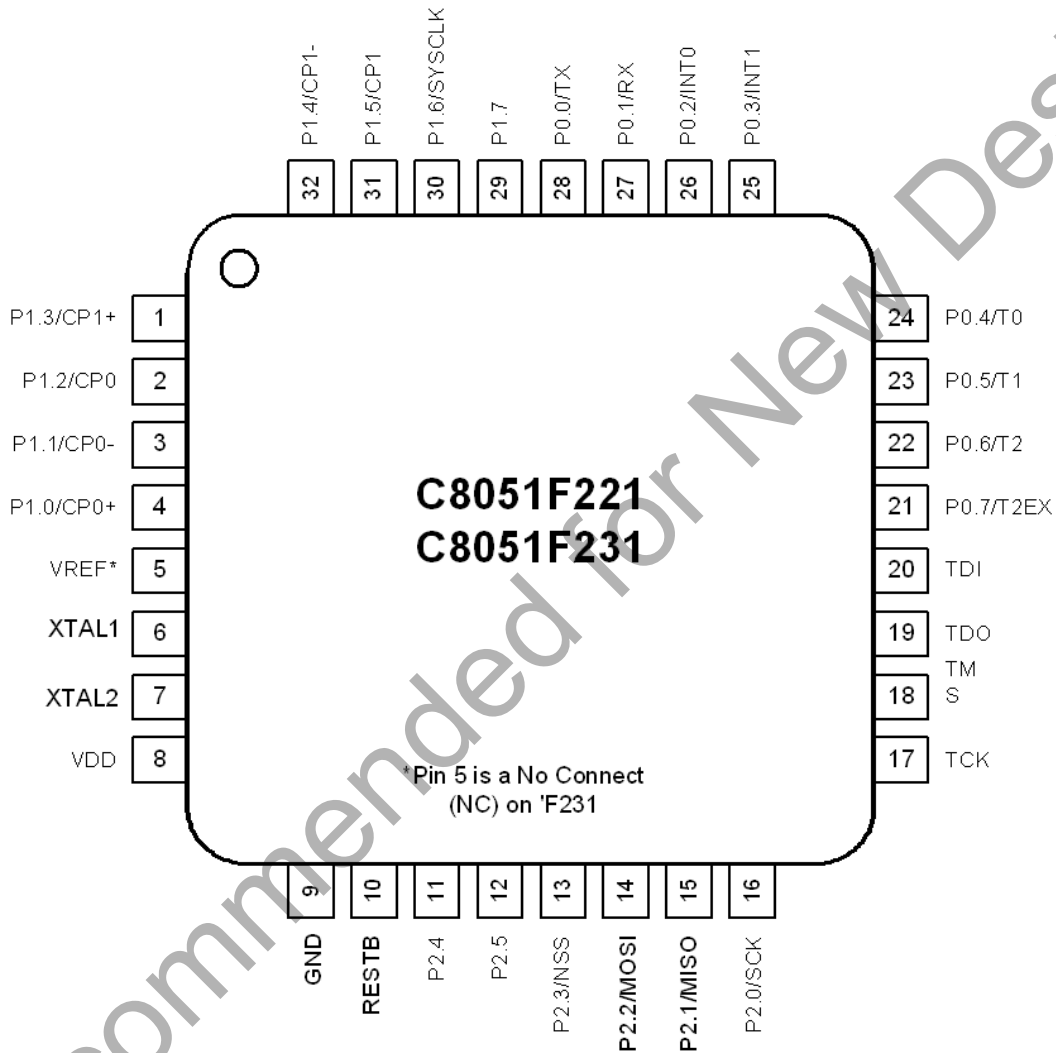 P1.4/CP1-
P1.5/CP1
P1.6/SYSCLK
P1.7
P0.0/TX
P0.1/RX
P0.2/INT0
P0.3/INT1
32
31
30
29
28
27
26
25
P1.3/CP1+ 1
P1.2/CP0 2
P1.1/CP0- 3
P1.0/CP0+ 4
VREF* 5
XTAL1 6
XTAL2 7
VDD 8
C8051F221
C8051F231
*Pin 5 is a No Connect
(NC) on 'F231
24 P0.4/T0
23 P0.5/T1
22 P0.6/T2
21 P0.7/T2EX
20 TDI
19 TDO
18 TM
S
17 TCK
9
10
11
12
13
14
15
16
GND
RESTB
P2.4
P2.5
P2.3/NSS
P2.2/MOSI
P2.1/MISO
P2.0/SCK
for New